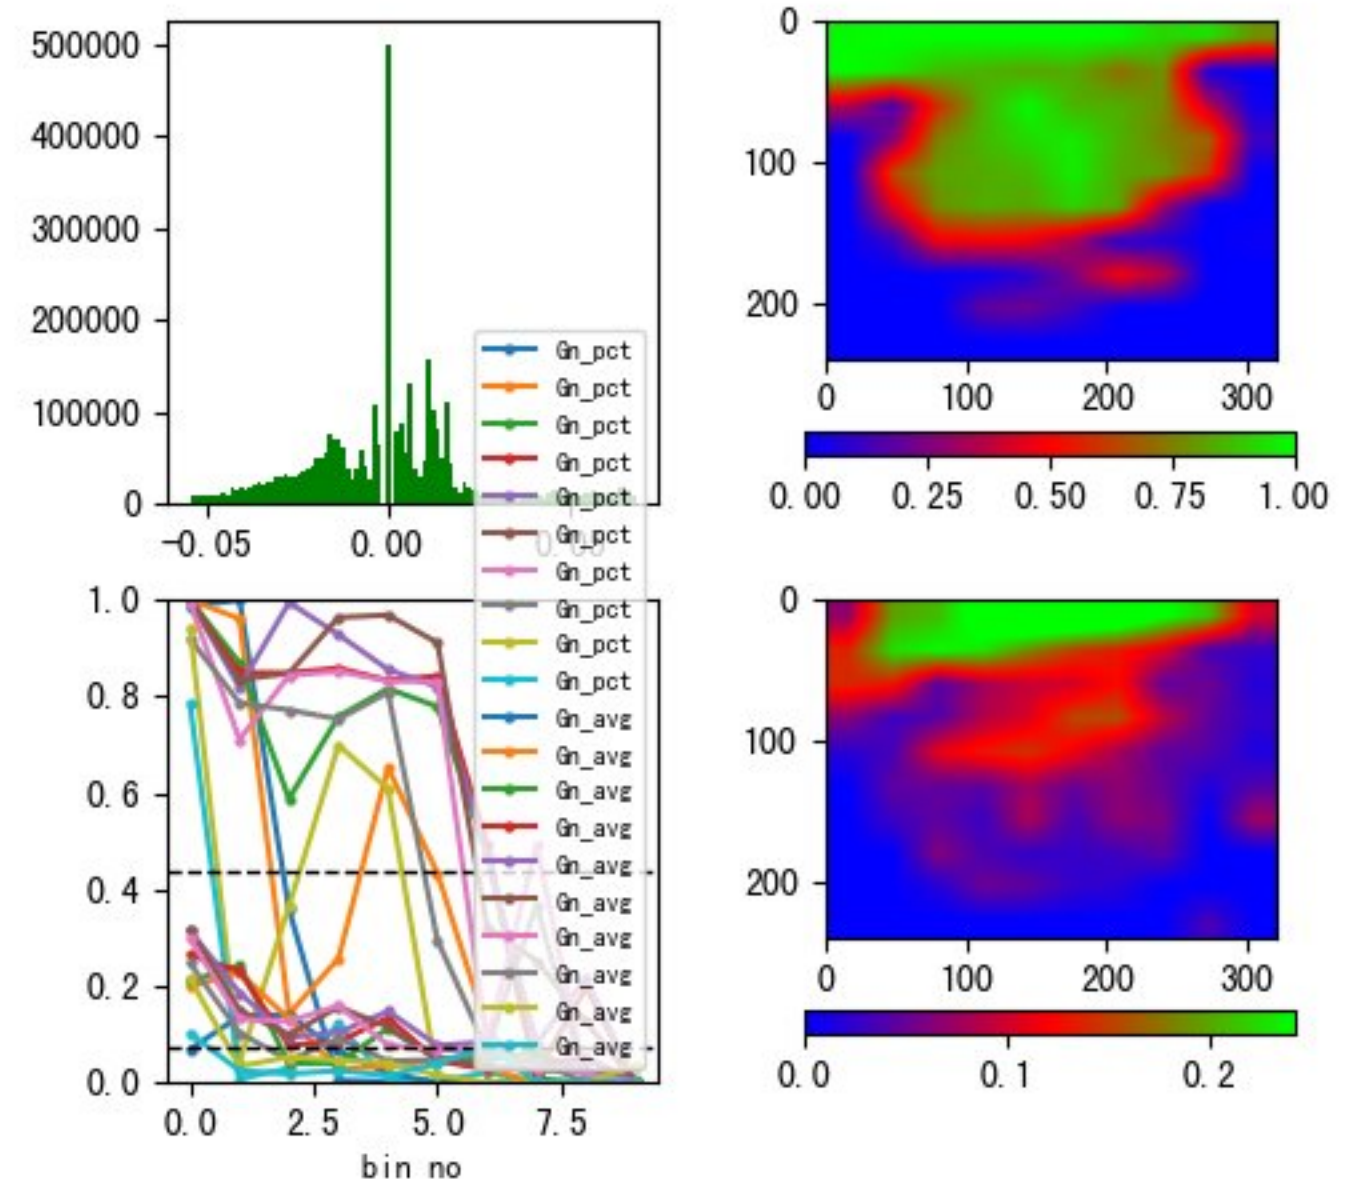 500000
400000
300000
200000
100000
0
−0.05
0.00
0
100
200
0
100
200
300
0.00
0.25
0.50
0.75
1.00
Gn_pct
Gn_pct
Gn_pct
Gn_pct
Gn_pct
Gn_pct
Gn_pct
Gn_pct
Gn_pct
Gn_pct
Gn_avg
Gn_avg
Gn_avg
Gn_avg
Gn_avg
Gn_avg
Gn_avg
Gn_avg
Gn_avg
Gn_avg
1.0
0.8
0.6
0.4
0.2
0.0
0.0
2.5
5.0
7.5
bin no
0
100
200
0
100
200
300
0.0
0.1
0.2